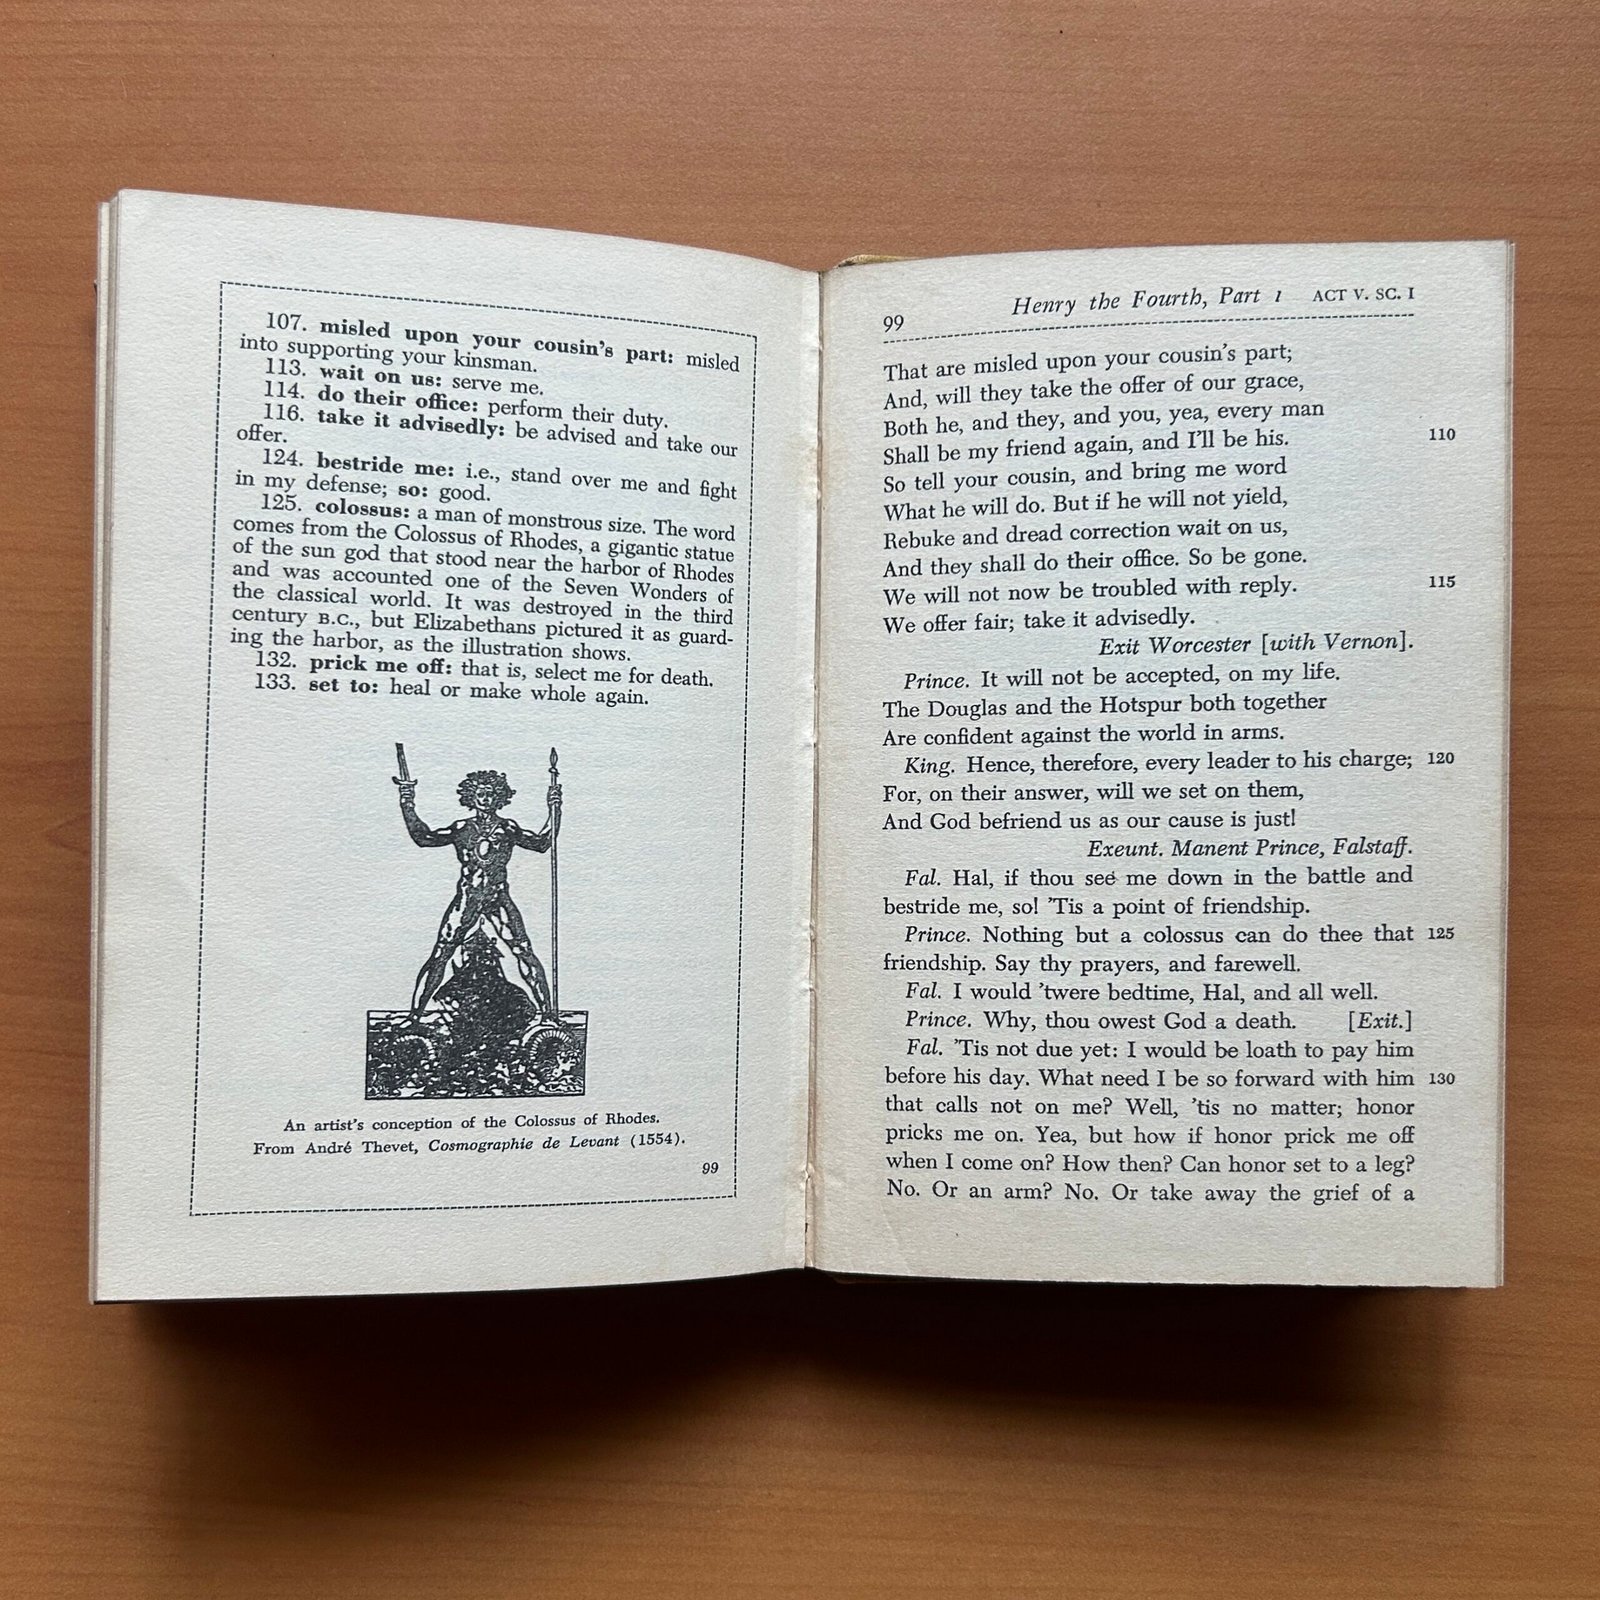 107. misled upon your cousin's part: misled
into supporting your kinsman.
113. wait on us: serve me.
114. do their office: perform their duty.
116. take it advisedly: be advised and take our
offer.
124. bestride me: i.e., stand over me and fight
in my defense; so: good.
125. colossus: a man of monstrous size. The word
comes from the Colossus of Rhodes, a gigantic statue
of the sun god that stood near the harbor of Rhodes
and was accounted one of the Seven Wonders of
the classical world. It was destroyed in the third
century B.C., but Elizabethans pictured it as guard-
ing the harbor, as the illustration shows.
132. prick me off: that is, select me for death.
133. set to: heal or make whole again.
An artist's conception of the Colossus of Rhodes.
From André Thevet, Cosmographie de Levant (1554).
99
99 Henry the Fourth, Part 1 ACT V. SC. I
That are misled upon your cousin's part;
And, will they take the offer of our grace,
Both he, and they, and you, yea, every man
Shall be my friend again, and I'll be his. 110
So tell your cousin, and bring me word
What he will do. But if he will not yield,
Rebuke and dread correction wait on us,
And they shall do their office. So be gone.
We will not now be troubled with reply. 115
We offer fair; take it advisedly.
Exit Worcester [with Vernon].
Prince. It will not be accepted, on my life.
The Douglas and the Hotspur both together
Are confident against the world in arms.
King. Hence, therefore, every leader to his charge; 120
For, on their answer, will we set on them,
And God befriend us as our cause is just!
Exeunt. Manent Prince, Falstaff.
Fal. Hal, if thou see me down in the battle and
bestride me, so! 'Tis a point of friendship.
Prince. Nothing but a colossus can do thee that 125
friendship. Say thy prayers, and farewell.
Fal. I would 'twere bedtime, Hal, and all well.
Prince. Why, thou owest God a death. [Exit.]
Fal. 'Tis not due yet: I would be loath to pay him
before his day. What need I be so forward with him 130
that calls not on me? Well, 'tis no matter; honor
pricks me on. Yea, but how if honor prick me off
when I come on? How then? Can honor set to a leg?
No. Or an arm? No. Or take away the grief of a